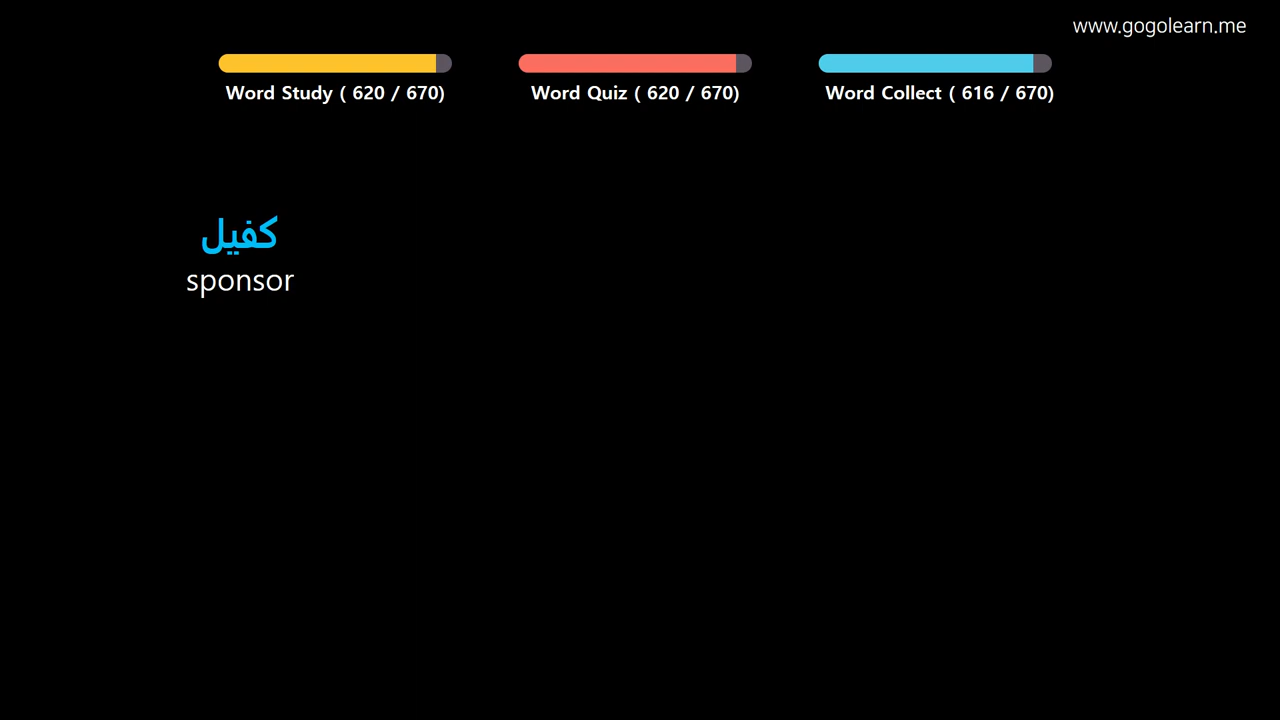 www.gogolearn.me
Word Study ( 620 / 670)
Word Quiz ( 620 / 670)
Word Collect ( 616 / 670)
كفيل
sponsor